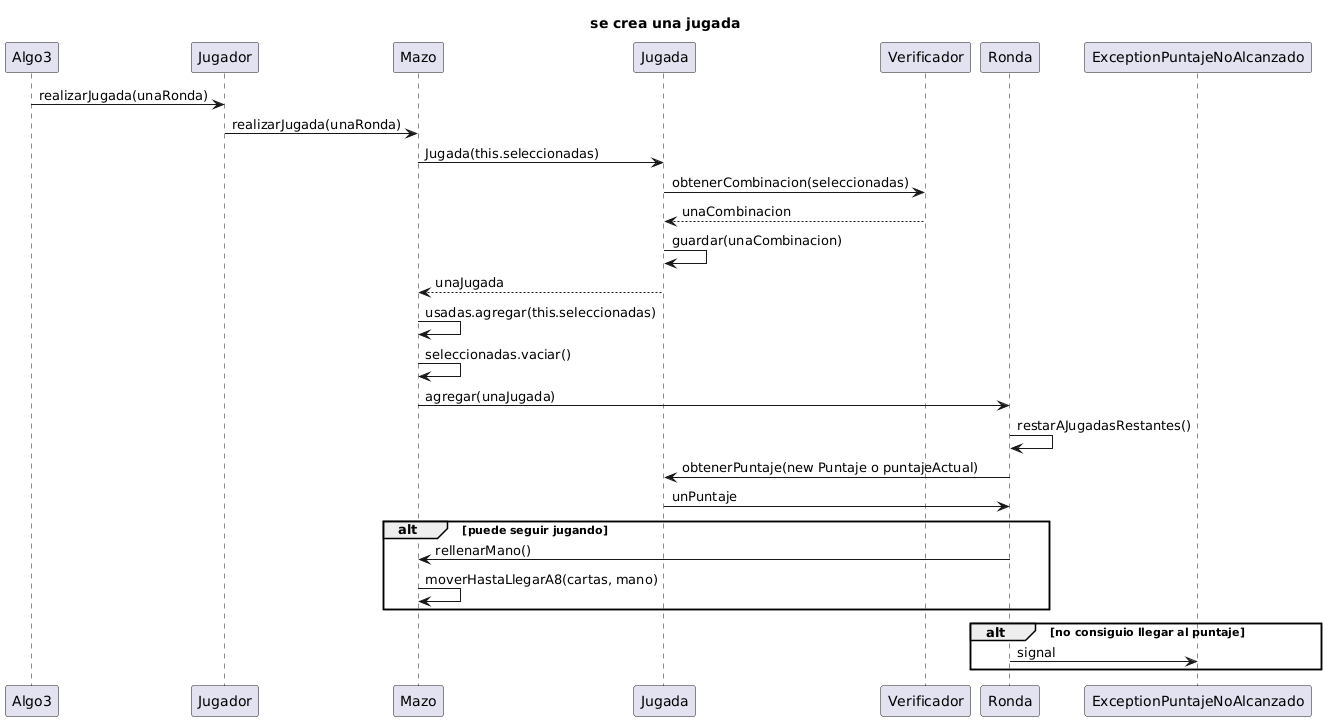 se crea una jugada
Algo3
Jugador
Mazo
Jugada
Verificador
Ronda
ExceptionPuntajeNoAlcanzado
realizarJugada(unaRonda)
realizarJugada(unaRonda)
Jugada(this.seleccionadas)
obtenerCombinacion(seleccionadas)
unaCombinacion
guardar(unaCombinacion)
unaJugada
usadas.agregar(this.seleccionadas)
seleccionadas.vaciar()
agregar(unaJugada)
restarAJugadasRestantes()
obtenerPuntaje(new Puntaje o puntajeActual)
unPuntaje
alt [puede seguir jugando]
rellenarMano()
moverHastaLlegarA8(cartas, mano)
alt [no consiguio llegar al puntaje]
signal
Algo3
Jugador
Mazo
Jugada
Verificador
Ronda
ExceptionPuntajeNoAlcanzado